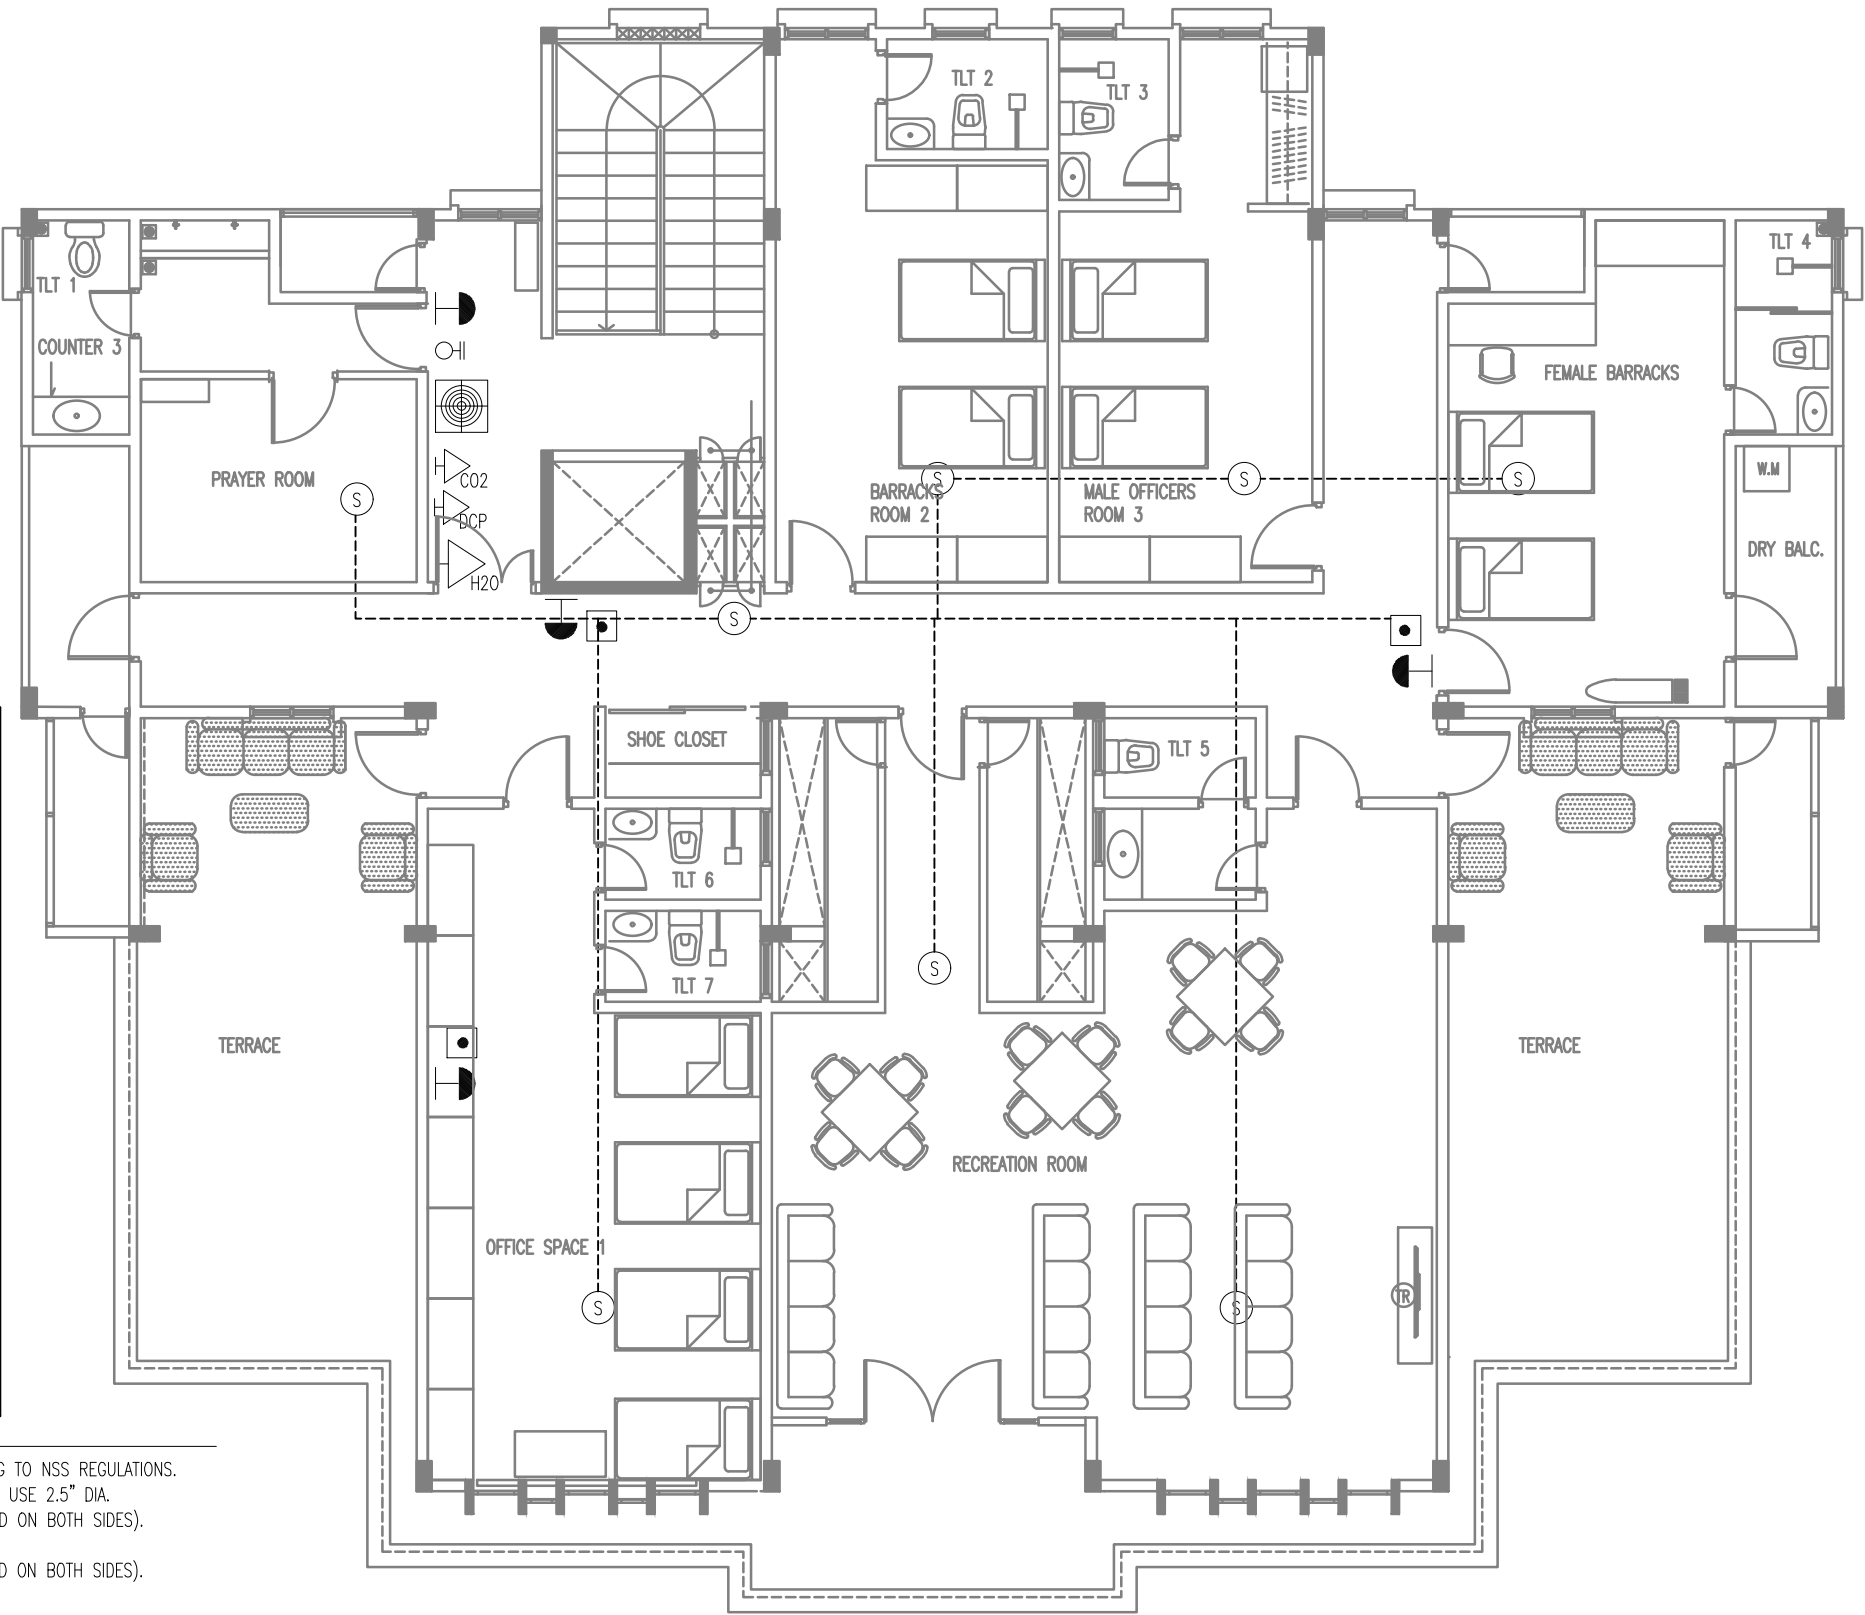 TLT 2
TLT 3
TLT 1
TLT 4
COUNTER 3
FEMALE BARRACKS
PRAYER ROOM
S
CO2
DCP
H2O
S
BARRACKS
ROOM 2
S
MALE OFFICERS
ROOM 3
S
W.M
DRY BALC.
S
SHOE CLOSET
TLT 5
TLT 6
TLT 7
S
TERRACE
TERRACE
RECREATION ROOM
OFFICE SPACE 1
S
S
TR
G TO NSS REGULATIONS.
USE 2.5" DIA.
D ON BOTH SIDES).
D ON BOTH SIDES).